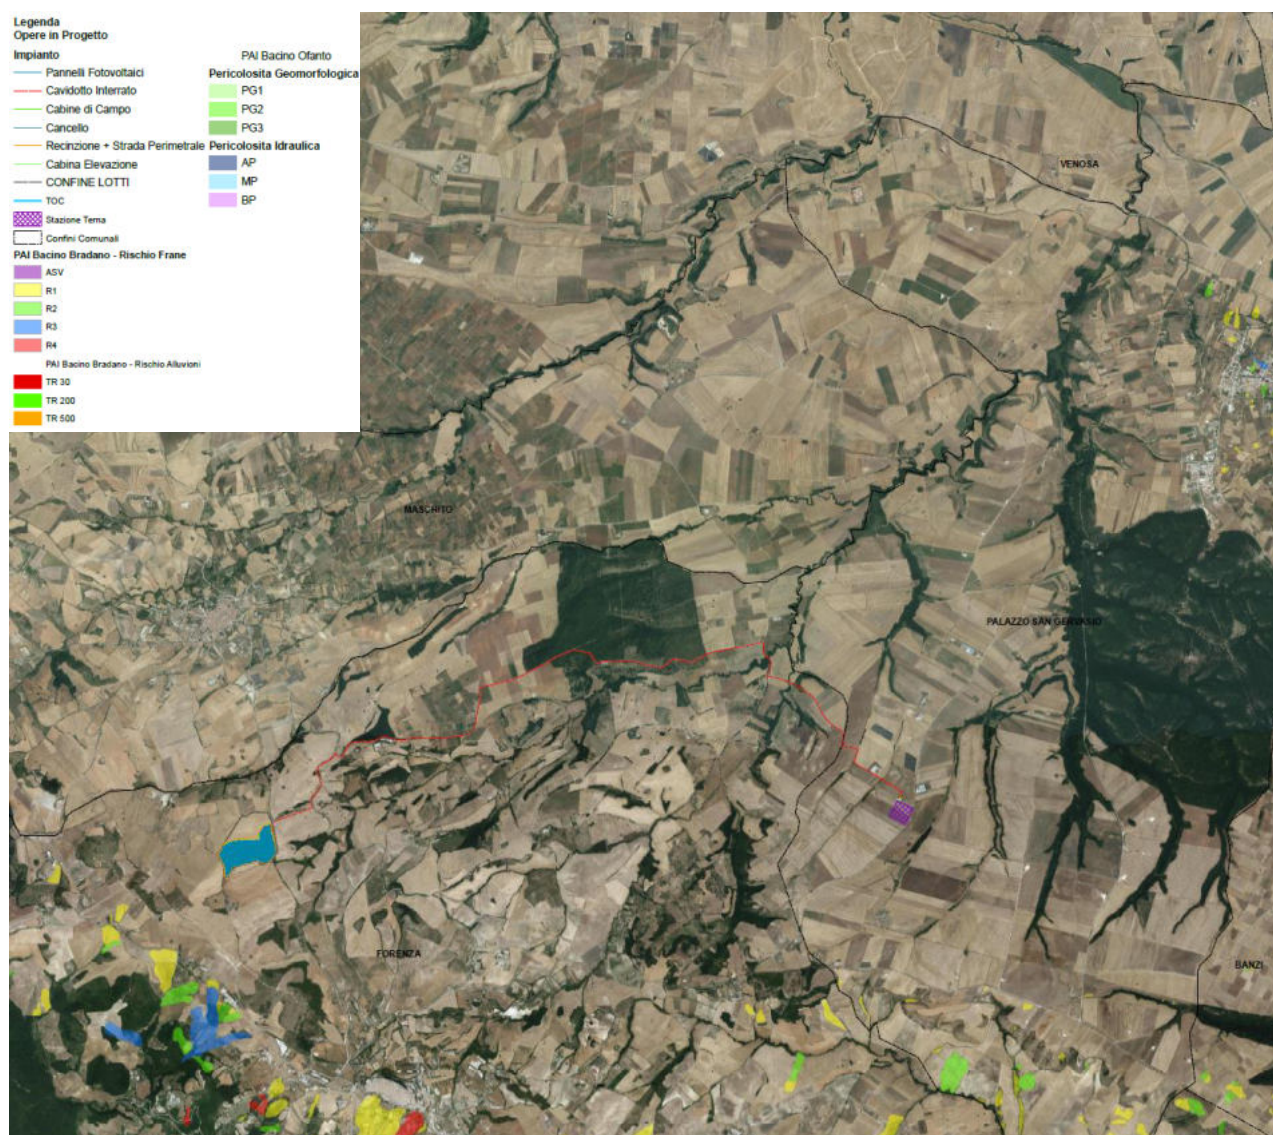 Legenda
Opere in Progetto
Impianto
Pannelli Fotovoltaici
Cavidotto Interrato
Cabine di Campo
Cancello
Recinzione + Strada Perimetrale
Cabina Elevazione
CONFINE LOTTI
TOC
Stazione Terna
Confini Comunali
PAI Bacino Bradano - Rischio Frane
ASV
R1
R2
R3
R4
PAI Bacino Bradano - Rischio Alluvioni
TR 30
TR 200
TR 500
PAI Bacino Ofanto
Pericolosita Geomorfologica
PG1
PG2
PG3
Pericolosita Idraulica
AP
MP
BP
VENOSA
MASCHITO
PALAZZO SAN GERVASIO
FORENZA
BANZI